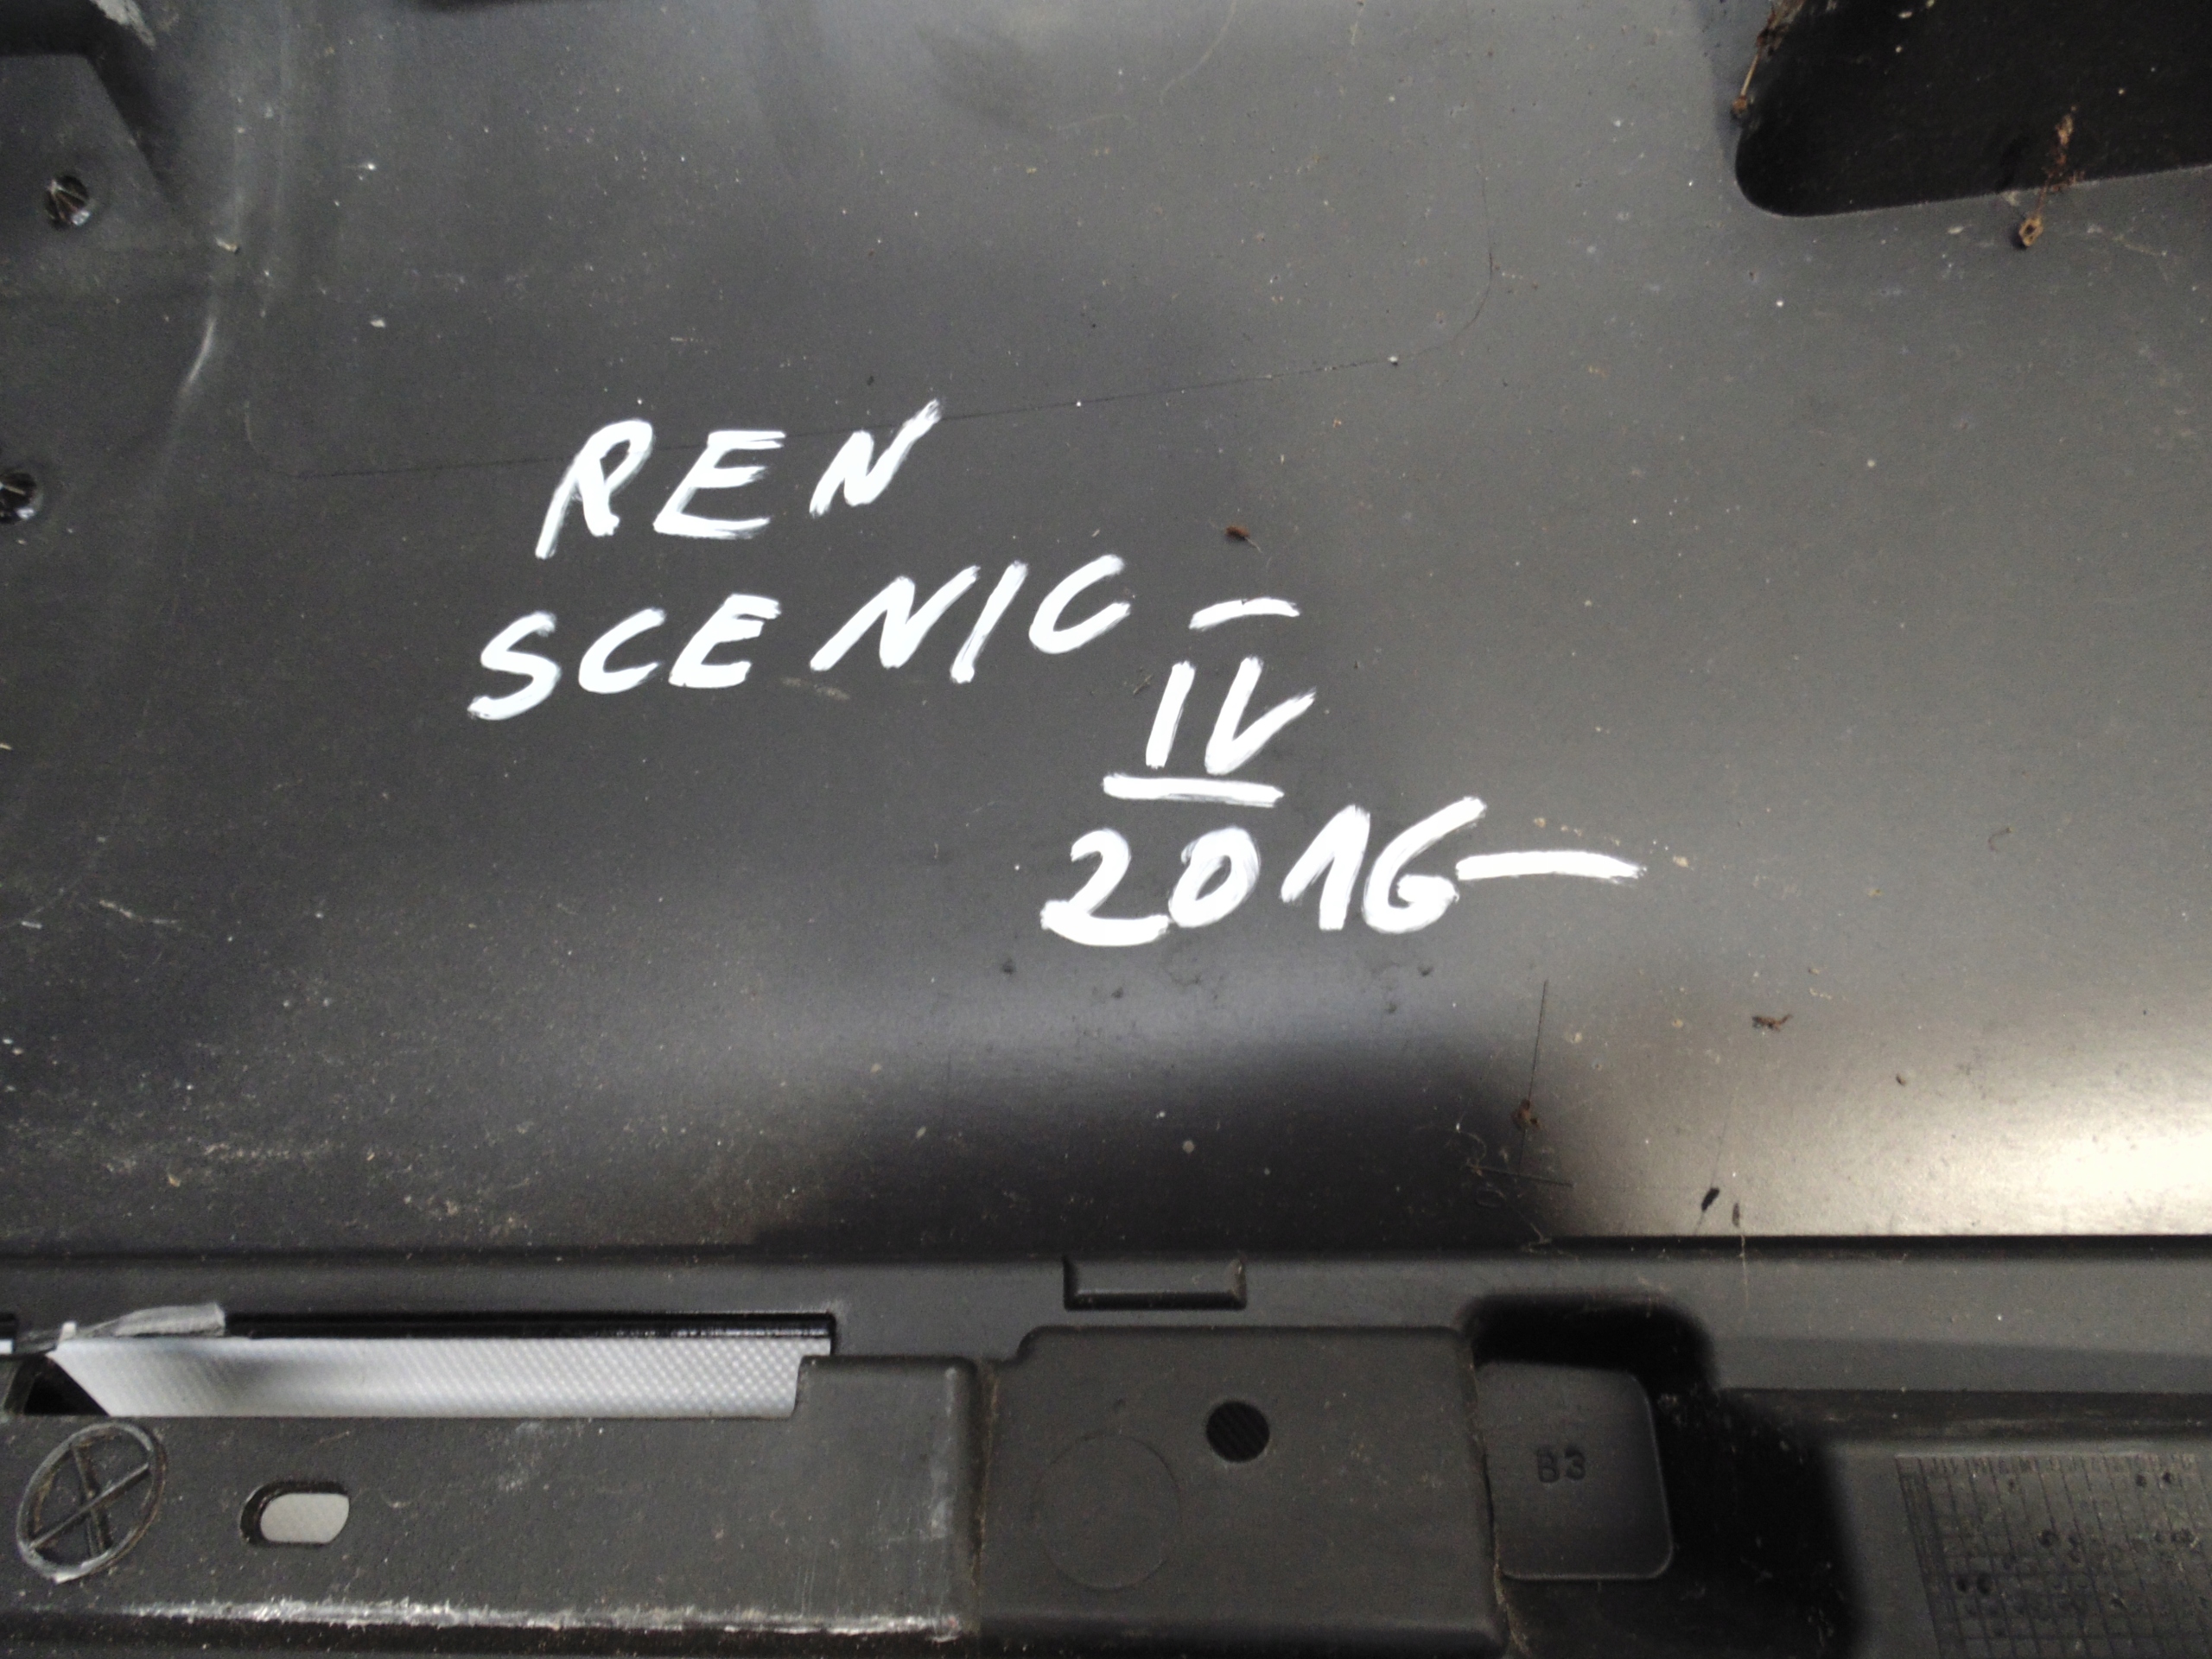 REN
SCENIC
IV
2016-
B3